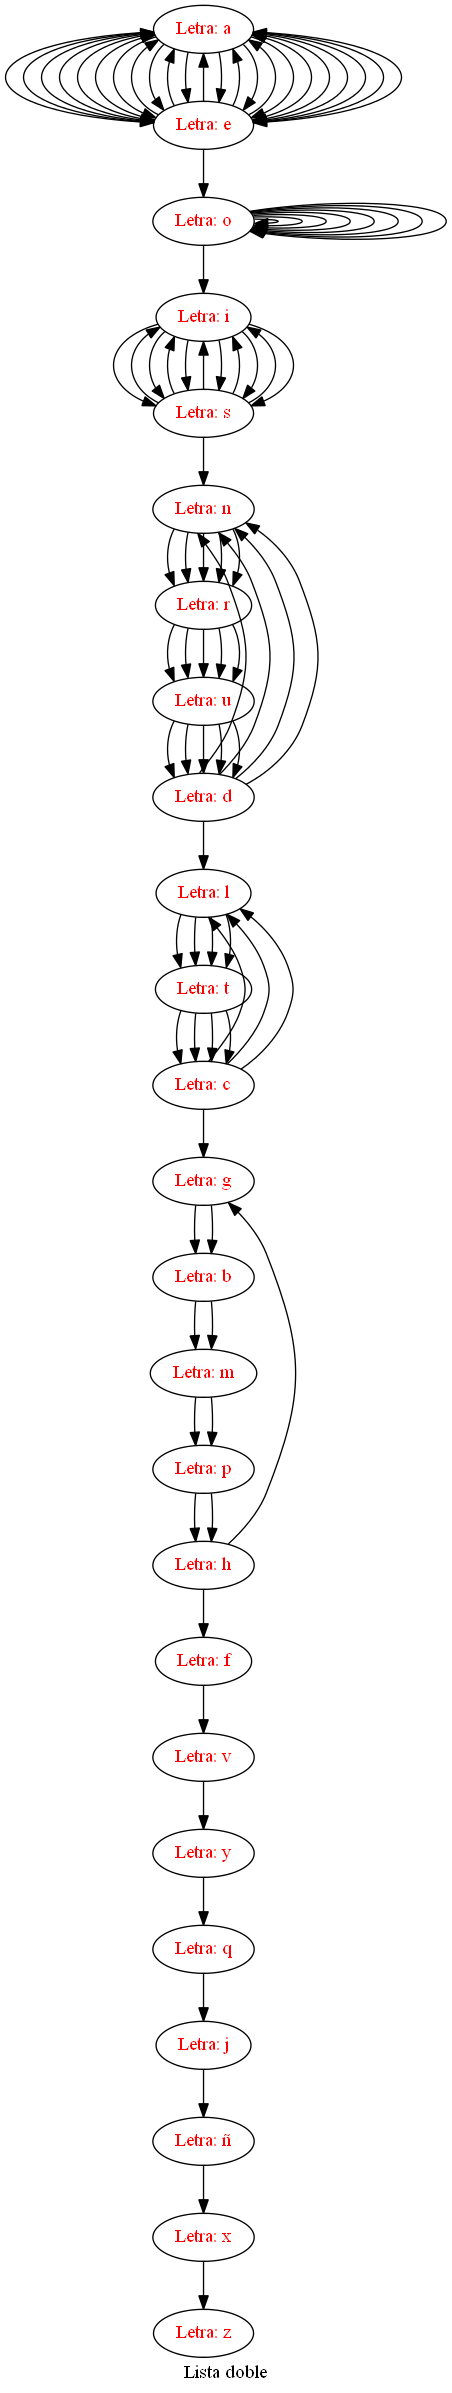 Letra: a
Letra: e
Letra: o
Letra: i
Letra: s
Letra: n
Letra: r
Letra: u
Letra: d
Letra: l
Letra: t
Letra: c
Letra: g
Letra: b
Letra: m
Letra: p
Letra: h
Letra: f
Letra: v
Letra: y
Letra: q
Letra: j
Letra: ñ
Letra: x
Letra: z
Lista doble